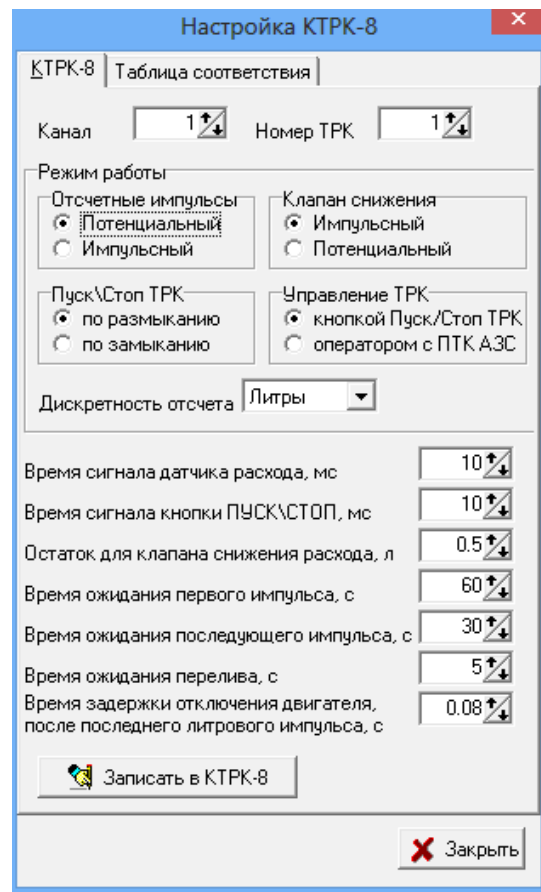 Настройка КТРК-8
КТРК-8 Таблица соответствия
Канал 1 Номер ТРК 1
Режим работы
Отсчетные импульсы
Потенциальный
Импульсный
Клапан снижения
Импульсный
Потенциальный
Пуск\Стоп ТРК
по размыканию
по замыканию
Управление ТРК
кнопкой Пуск/Стоп ТРК
оператором с ПТК АЗС
Дискретность отсчета Литры
Время сигнала датчика расхода, мс 10
Время сигнала кнопки ПУСК\СТОП, мс 10
Остаток для клапана снижения расхода, л 0.5
Время ожидания первого импульса, с 60
Время ожидания последующего импульса, с 30
Время ожидания перелива, с 5
Время задержки отключения двигателя,
после последнего литрового импульса, с 0.08
Записать в КТРК-8
Закрыть